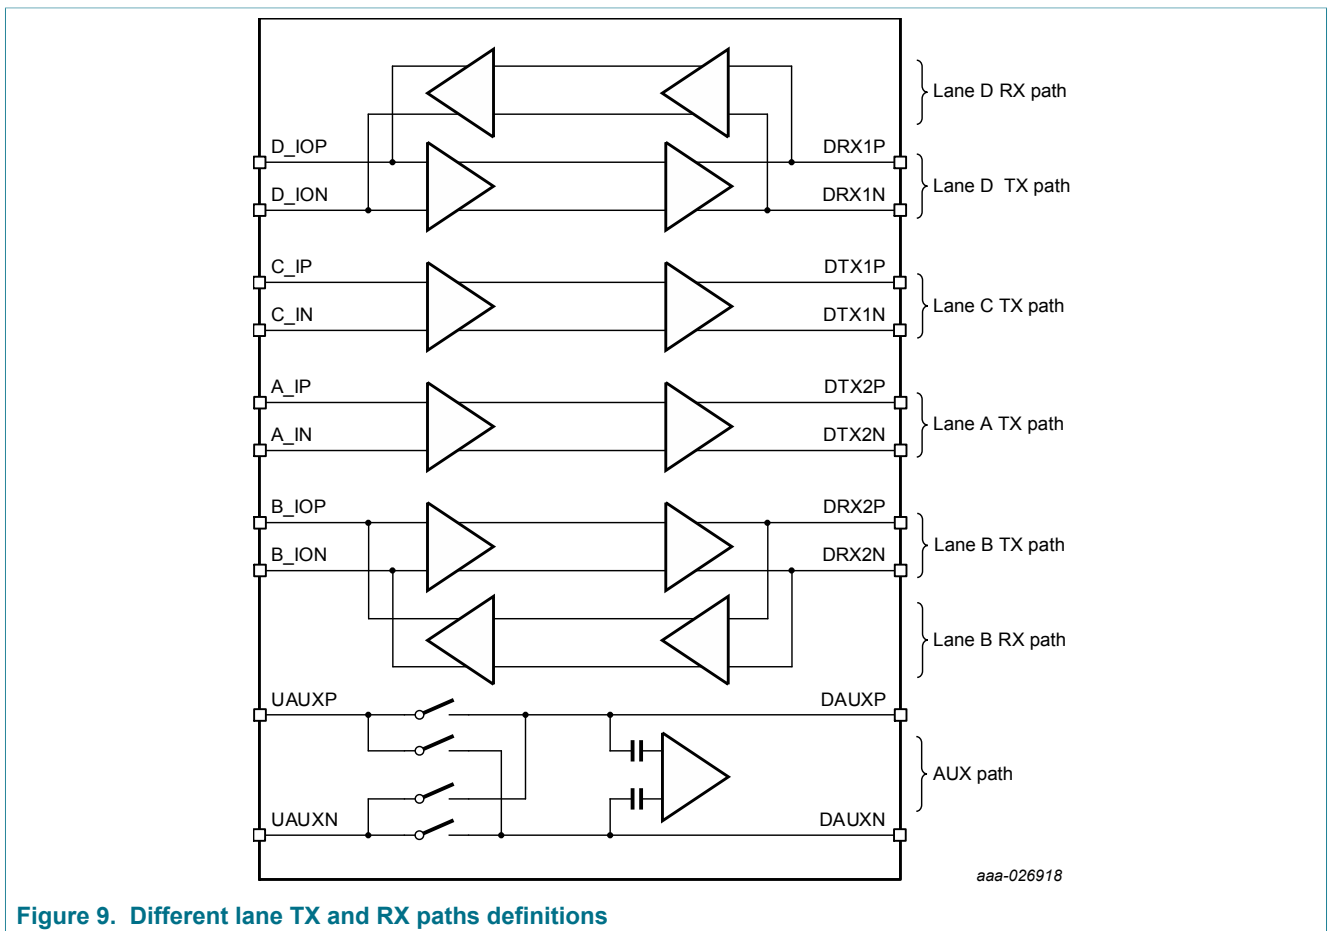 Lane D RX path
D_IOP
DRX1P
Lane D TX path
D_ION
DRX1N
C_IP
DTX1P
Lane C TX path
C_IN
DTX1N
A_IP
DTX2P
Lane A TX path
A_IN
DTX2N
B_IOP
DRX2P
Lane B TX path
B_ION
DRX2N
Lane B RX path
UAUXP
DAUXP
AUX path
UAUXN
DAUXN
aaa-026918
Figure 9. Different lane TX and RX paths definitions